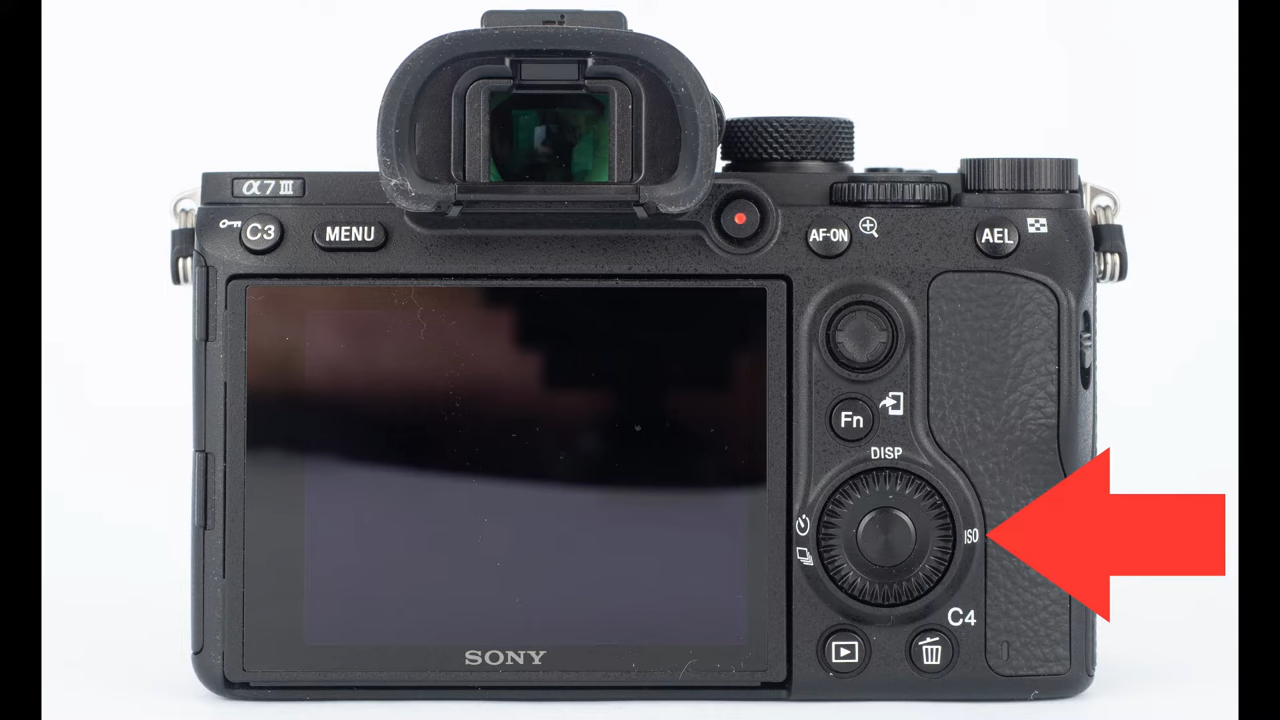 α7 III
C3
MENU
AF-ON
AEL
Fn
DISP
ISO
C4
SONY